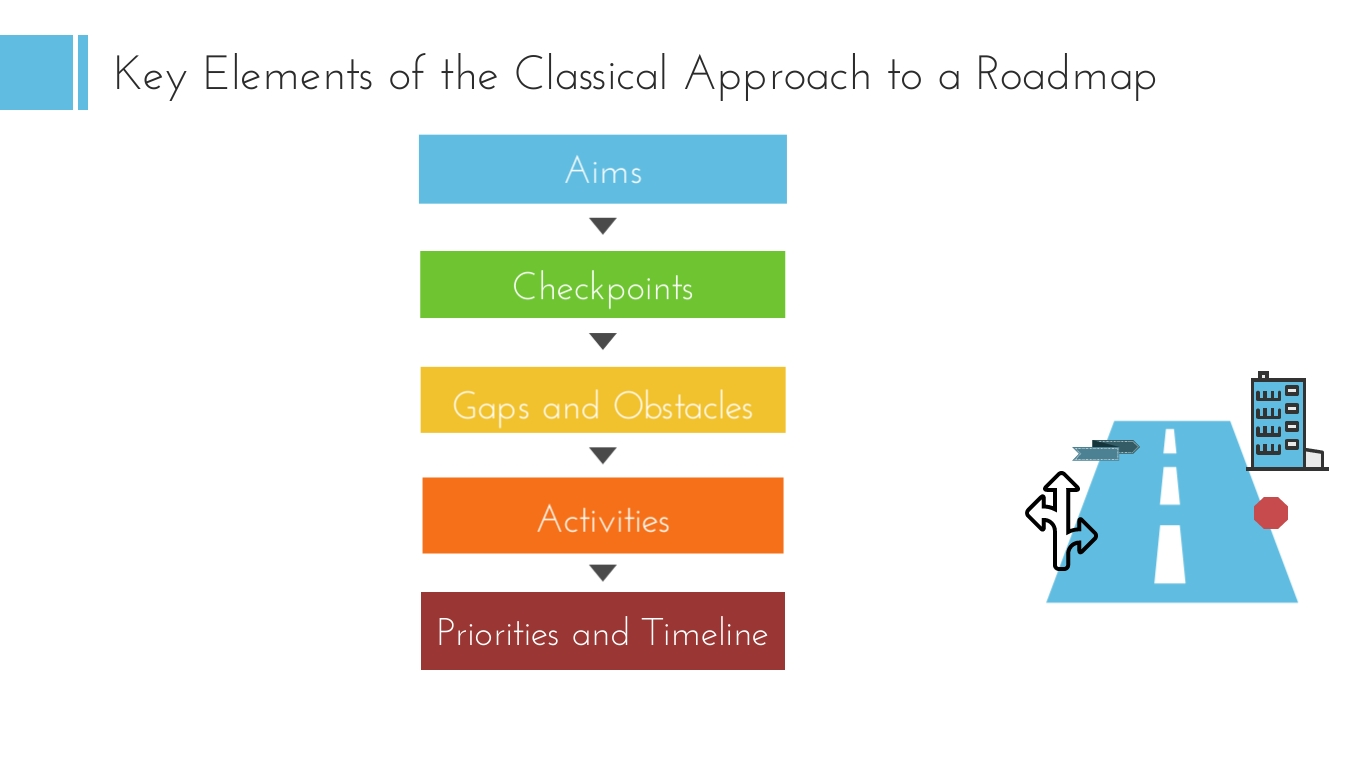 Key Elements of the Classical Approach to a Roadmap
Aims
Checkpoints
Gaps and Obstacles
Activities
Priorities and Timeline